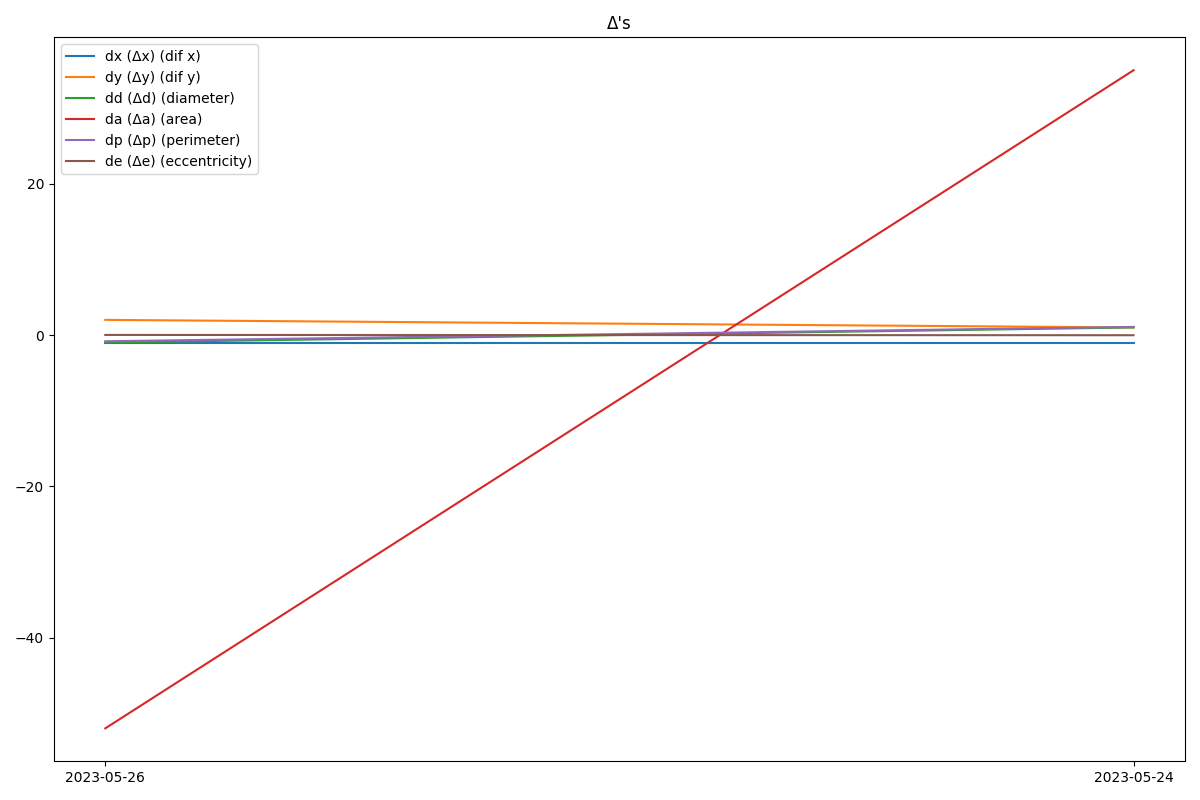 Δ's
dx (Δx) (dif x)
dy (Δy) (dif y)
dd (Δd) (diameter)
da (Δa) (area)
dp (Δp) (perimeter)
de (Δe) (eccentricity)
20
0
−20
−40
2023-05-26
2023-05-24